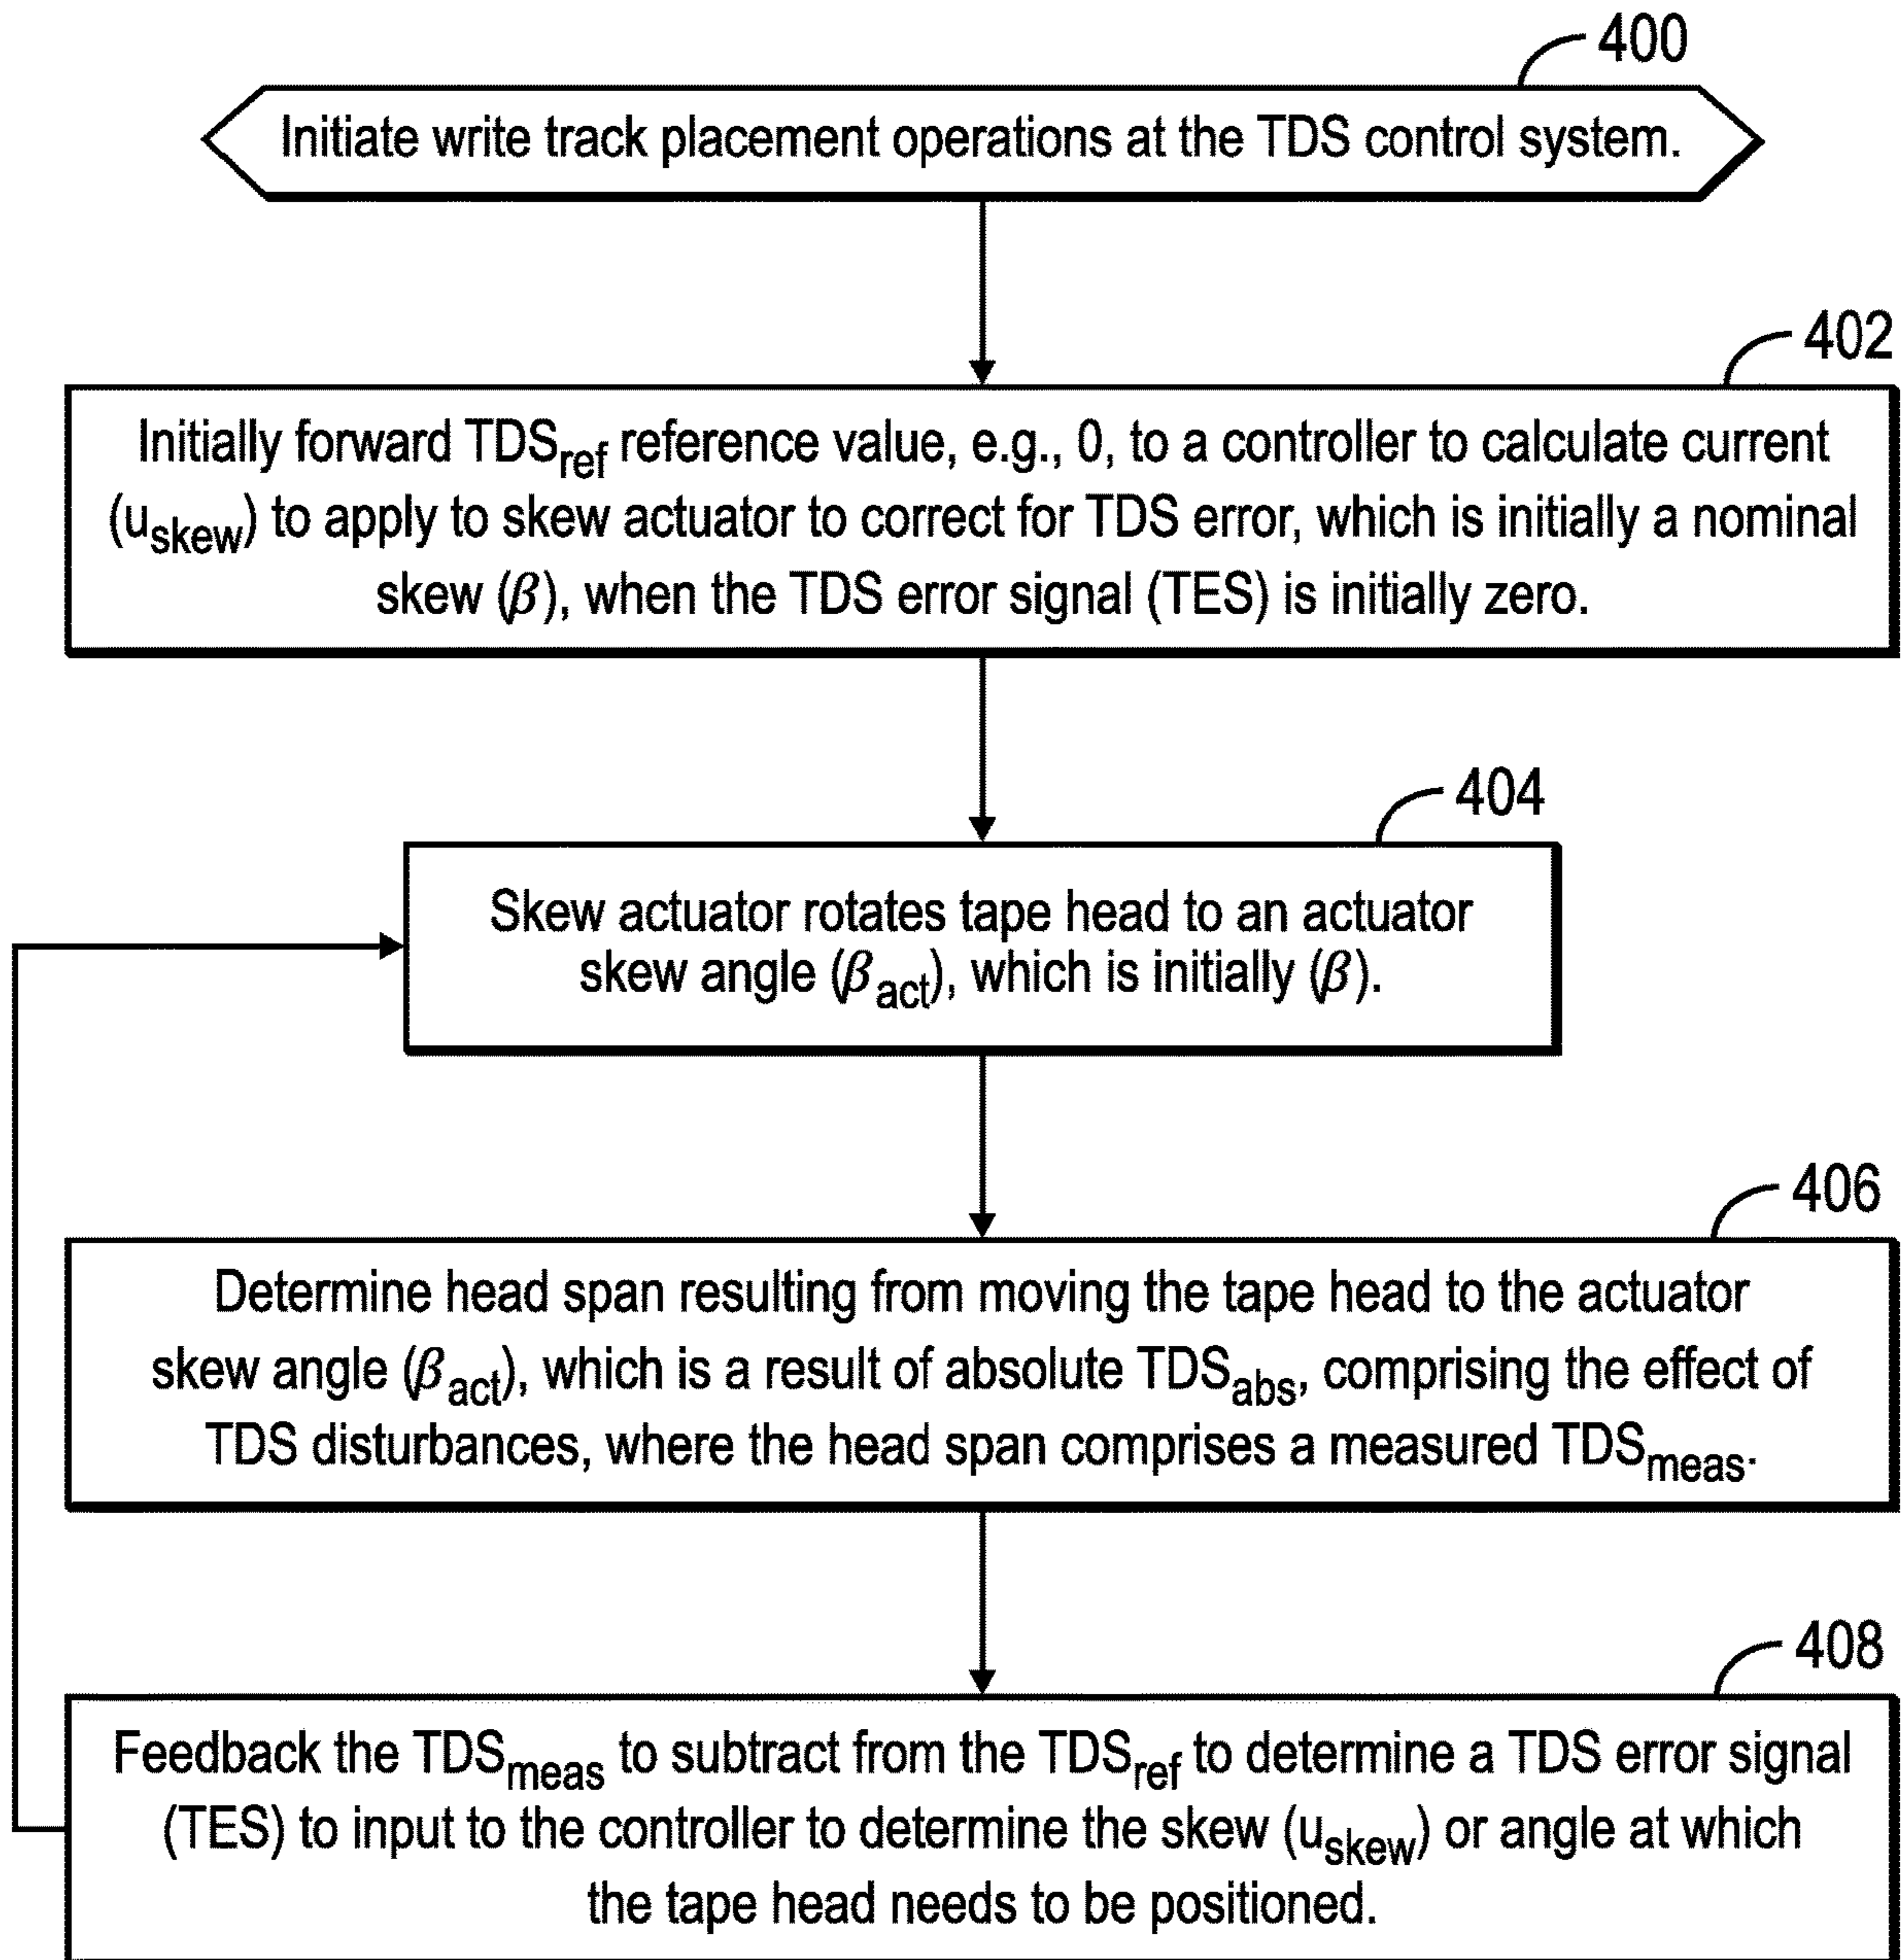 400
Initiate write track placement operations at the TDS control system.
402
Initially forward TDSref reference value, e.g., 0, to a controller to calculate current
(uskew) to apply to skew actuator to correct for TDS error, which is initially a nominal
skew (β), when the TDS error signal (TES) is initially zero.
404
Skew actuator rotates tape head to an actuator
skew angle (βact), which is initially (β).
406
Determine head span resulting from moving the tape head to the actuator
skew angle (βact), which is a result of absolute TDSabs, comprising the effect of
TDS disturbances, where the head span comprises a measured TDSmeas.
408
Feedback the TDSmeas to subtract from the TDSref to determine a TDS error signal
(TES) to input to the controller to determine the skew (uskew) or angle at which
the tape head needs to be positioned.